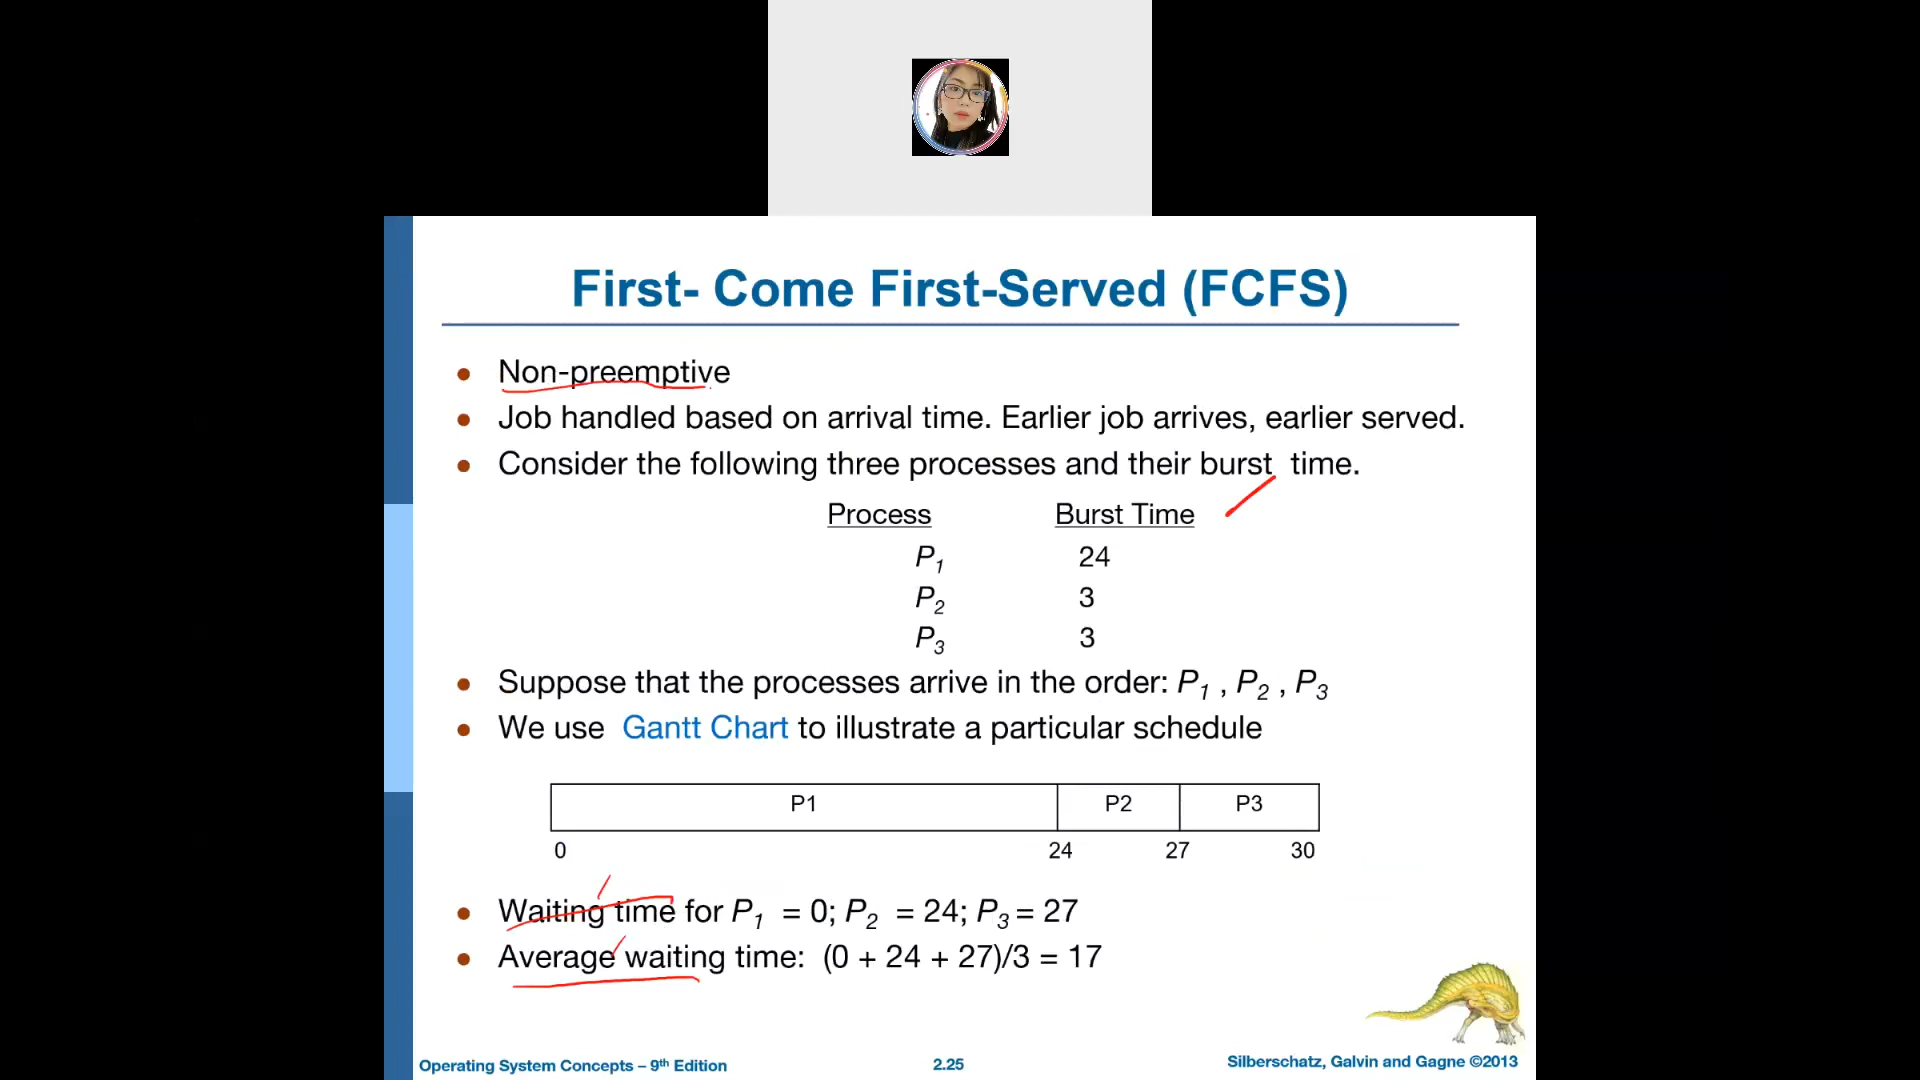 First- Come First-Served (FCFS)
Non-preemptive
Job handled based on arrival time. Earlier job arrives, earlier served.
Consider the following three processes and their burst time.
Process Burst Time
P1 24
P2 3
P3 3
Suppose that the processes arrive in the order: P1 , P2 , P3
We use Gantt Chart to illustrate a particular schedule
P1 P2 P3
0 24 27 30
Waiting time for P1 = 0; P2 = 24; P3 = 27
Average waiting time: (0 + 24 + 27)/3 = 17
Operating System Concepts – 9th Edition 2.25 Silberschatz, Galvin and Gagne ©2013